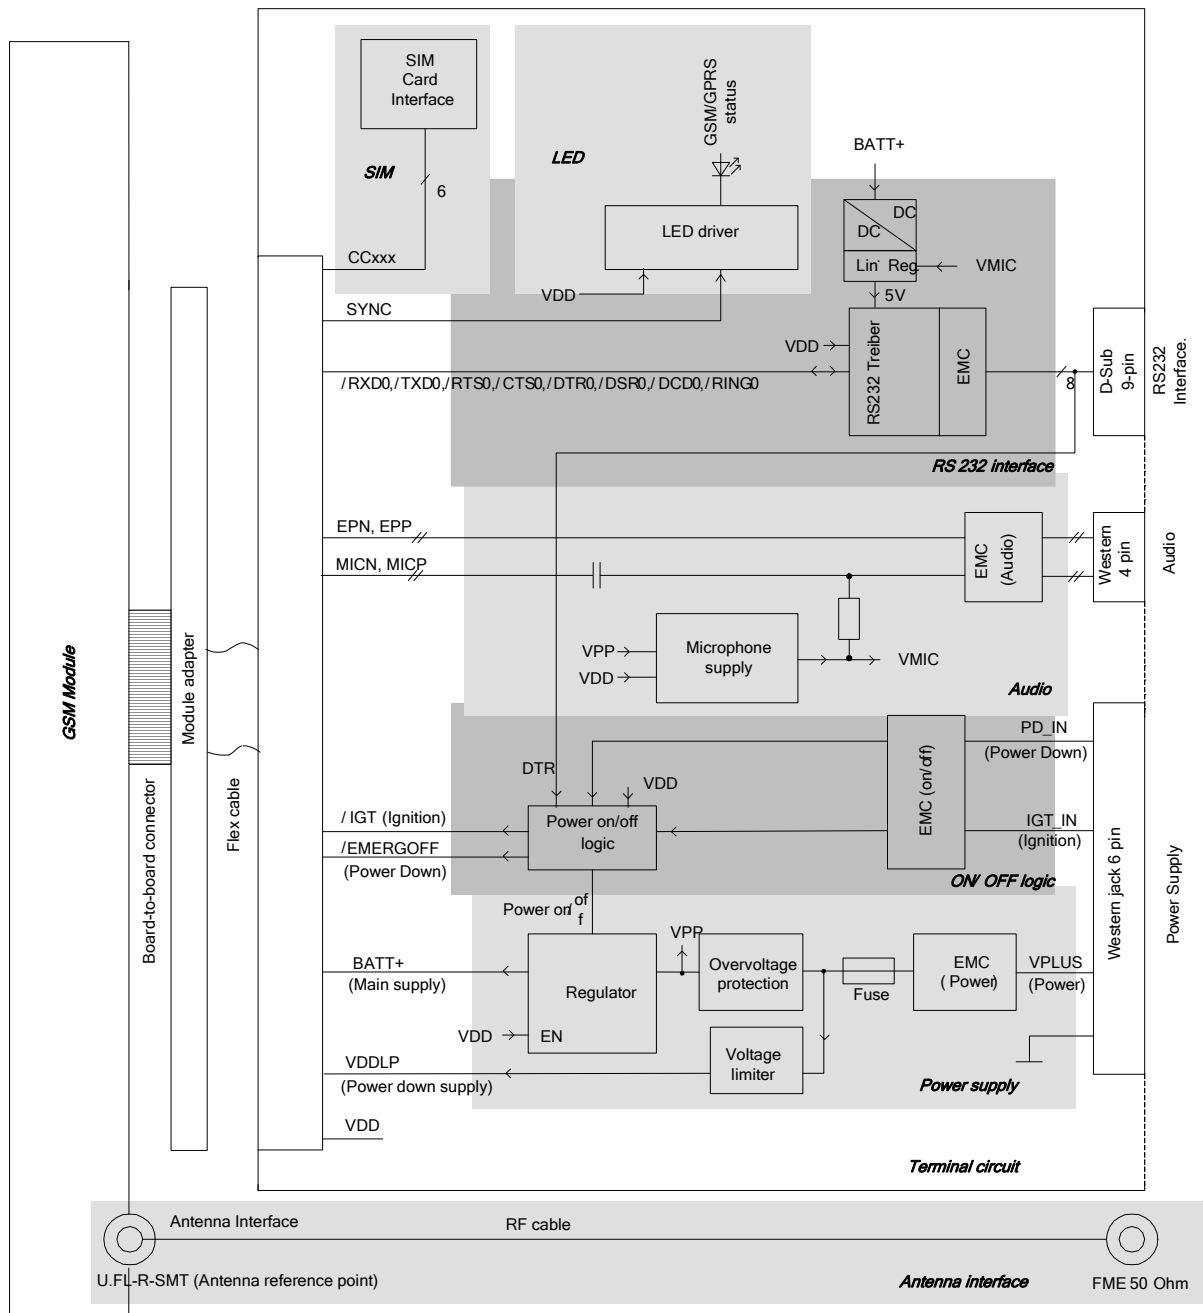 SIM
Card
Interface
SIM
6
CCxxx
LED
GSM/GPRS
status
LED driver
VDD
SYNC
BATT+
DC
DC
Lin Reg.
VMIC
5V
VDD
RS232 Treiber
EMC
8
D-Sub
9-pin
RS232
Interface.
/RXD0,/TXD0,/RTS0,/CTS0,/DTR0,/DSR0,/DCD0,/RING0
RS 232 interface
EPN, EPP
MICN, MICP
EMC
(Audio)
Western
4 pin
Audio
VPP
VDD
Microphone
supply
VMIC
Audio
GSM Module
Board-to-board connector
Module adapter
Flex cable
DTR
VDD
PD_IN
(Power Down)
EMC (on/off)
/IGT (Ignition)
Power on/off
logic
IGT_IN
(Ignition)
/EMERGOFF
(Power Down)
ON/ OFF logic
Power on/of
f
Western jack 6 pin
Power Supply
BATT+
(Main supply)
Regulator
VPP
Overvoltage
protection
Fuse
EMC
( Power)
VPLUS
(Power)
VDD
EN
Voltage
limiter
VDDLP
(Power down supply)
Power supply
VDD
Terminal circuit
Antenna Interface
RF cable
U.FL-R-SMT (Antenna reference point)
Antenna interface
FME 50 Ohm